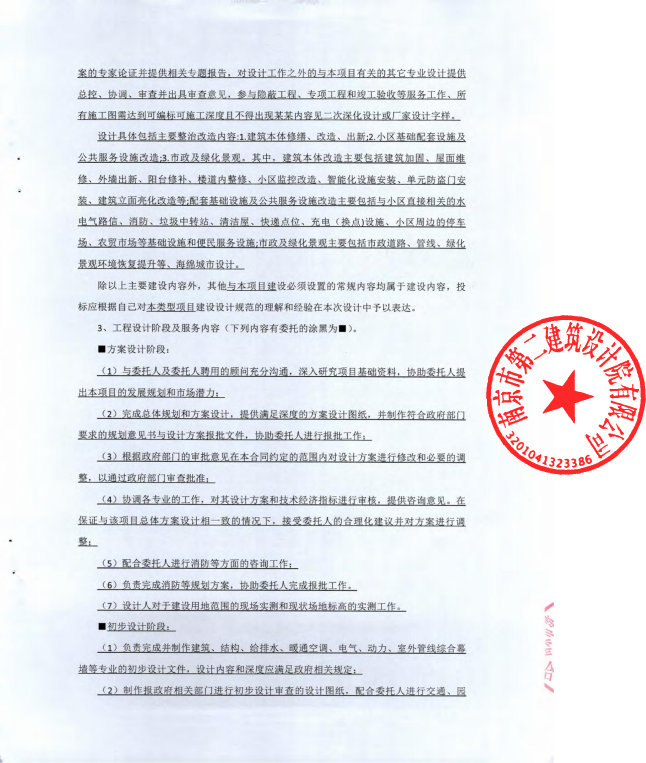 案的专家论证并提供相关专题报告，对设计工作之外的与本项目有关的其它专业设计提供
总控、协调、审查并出具审查意见，参与隐蔽工程、专项工程和竣工验收等服务工作、所
有施工图需达到可编标可施工深度且不得出现某某内容见二次深化设计或厂家设计字样。
设计具体包括主要整治改造内容:1.建筑本体修缮、改造、出新;2.小区基础配套设施及
公共服务设施改造;3.市政及绿化景观。其中，建筑本体改造主要包括建筑加固、屋面维
修、外墙出新、阳台修补、楼道内整修、小区监控改造、智能化设施安装、单元防盗门安
装、建筑立面亮化改造等;配套基础设施及公共服务设施改造主要包括与小区直接相关的水
电气路信、消防、垃圾中转站、清洁屋、快递点位、充电（换点)设施、小区周边的停车
场、农贸市场等基础设施和便民服务设施;市政及绿化景观主要包括市政道路、管线、绿化
景观环境恢复提升等、海绵城市设计。
除以上主要建设内容外，其他与本项目建设必须设置的常规内容均属于建设内容，投
标应根据自己对本类型项目建设设计规范的理解和经验在本次设计中予以表达。
3、工程设计阶段及服务内容（下列内容有委托的涂黑为■）。
■方案设计阶段：
（1）与委托人及委托人聘用的顾问充分沟通，深入研究项目基础资料，协助委托人提
出本项目的发展规划和市场潜力；
（2）完成总体规划和方案设计，提供满足深度的方案设计图纸，并制作符合政府部门
要求的规划意见书与设计方案报批文件，协助委托人进行报批工作；
（3）根据政府部门的审批意见在本合同约定的范围内对设计方案进行修改和必要的调
整，以通过政府部门审查批准；
（4）协调各专业的工作，对其设计方案和技术经济指标进行审核，提供咨询意见。在
保证与该项目总体方案设计相一致的情况下，接受委托人的合理化建议并对方案进行调
整；
（5）配合委托人进行消防等方面的咨询工作；
（6）负责完成消防等规划方案，协助委托人完成报批工作。
（7）设计人对于建设用地范围的现场实测和现状场地标高的实测工作。
■初步设计阶段：
（1）负责完成并制作建筑、结构、给排水、暖通空调、电气、动力、室外管线综合幕
墙等专业的初步设计文件，设计内容和深度应满足政府相关规定；
（2）制作报政府相关部门进行初步设计审查的设计图纸，配合委托人进行交通、园
南京市第二建筑设计院有限公司
3201041323386